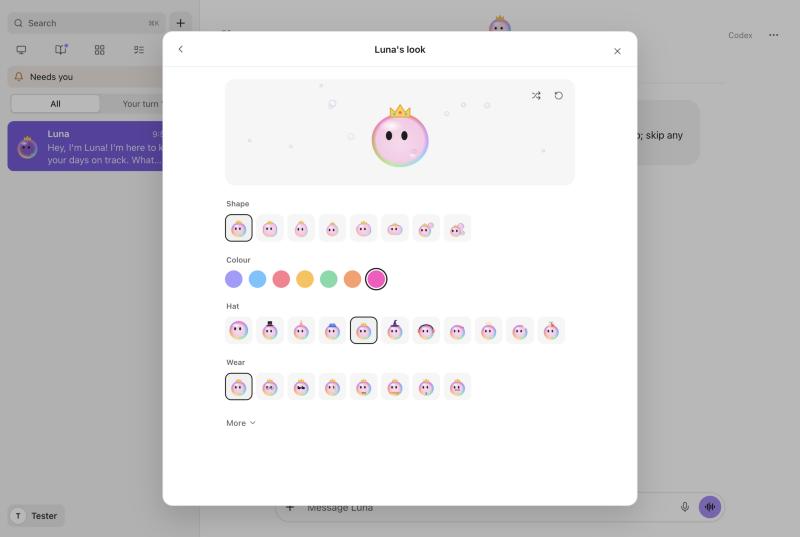 Search
⌘K
Needs you
All
Your turn
Luna
Hey, I'm Luna! I'm here to
your days on track. What...
T
Tester
Luna's look
Shape
Colour
Hat
Wear
More
Codex
skip any
Message Luna